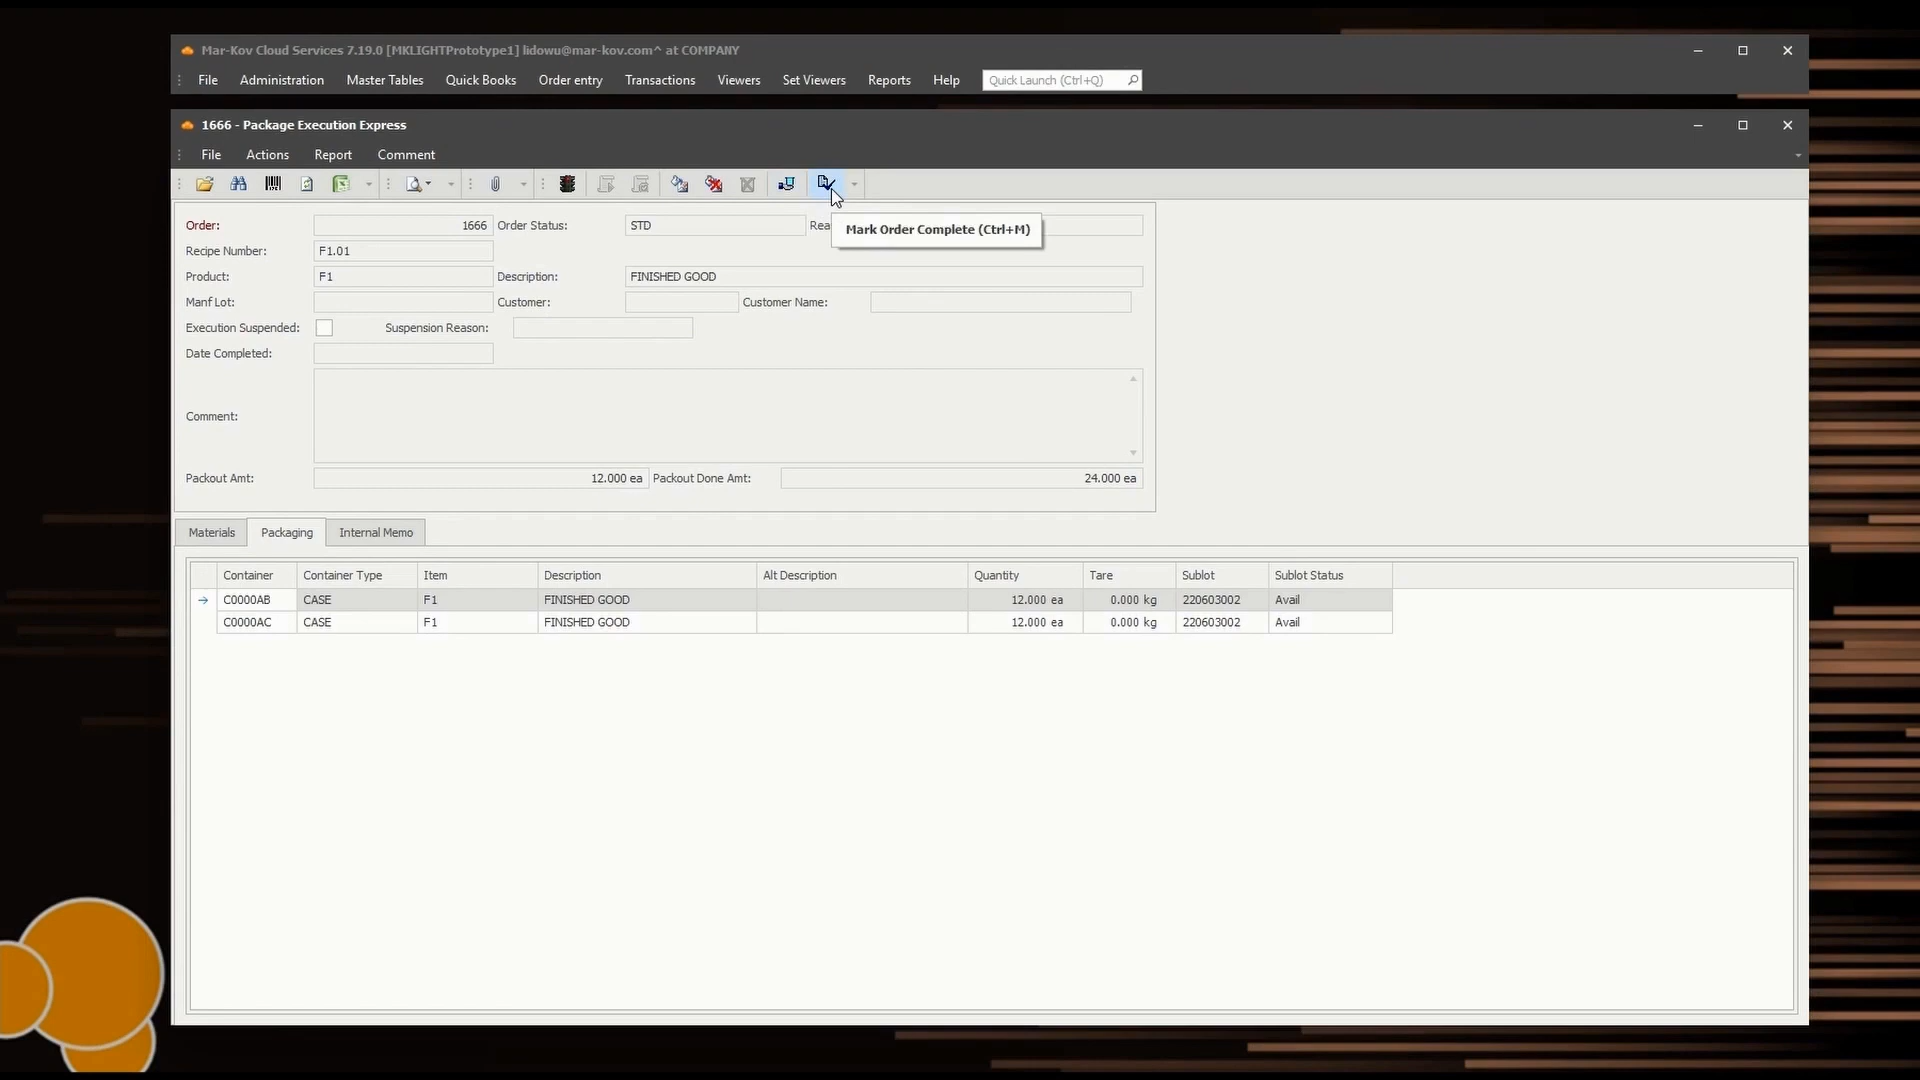 Mar-Kov Cloud Services 7.19.0 [MKLIGHTPrototype1] lidowu@mar-kov.com^ at COMPANY
File Administration Master Tables Quick Books Order entry Transactions Viewers Set Viewers Reports Help Quick Launch (Ctrl+Q)
1666 - Package Execution Express
File Actions Report Comment
Order: 1666 Order Status: STD Rea
Mark Order Complete (Ctrl+M)
Recipe Number: F1.01
Product: F1 Description: FINISHED GOOD
Manf Lot: Customer: Customer Name:
Execution Suspended: Suspension Reason:
Date Completed:
Comment:
Packout Amt: 12.000 ea Packout Done Amt: 24.000 ea
Materials Packaging Internal Memo
Container Container Type Item Description Alt Description Quantity Tare Sublot Sublot Status
C0000AB CASE F1 FINISHED GOOD 12.000 ea 0.000 kg 220603002 Avail
C0000AC CASE F1 FINISHED GOOD 12.000 ea 0.000 kg 220603002 Avail